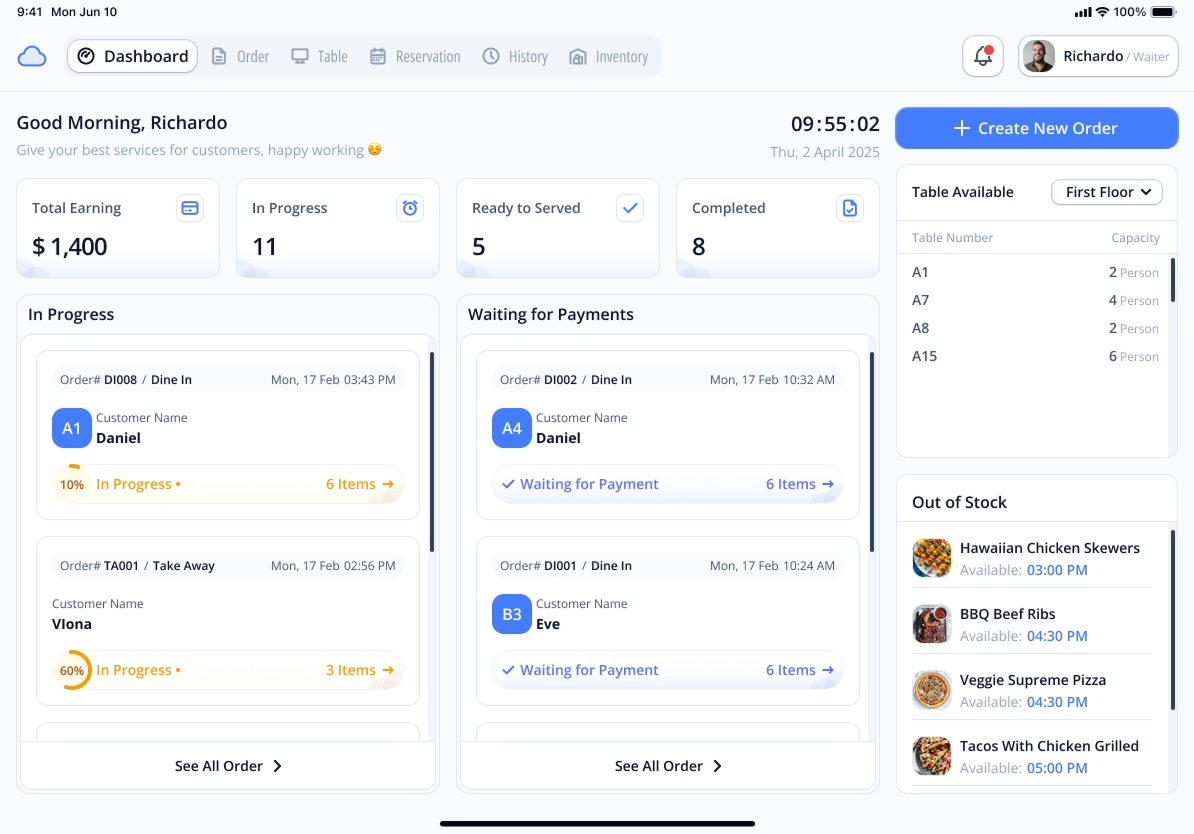 9:41 Mon Jun 10
100%
Dashboard
Order
Table
Reservation
History
Inventory
Richardo / Waiter
Good Morning, Richardo
Give your best services for customers, happy working 😌
09:55:02
Thu, 2 April 2025
Create New Order
Total Earning
$ 1,400
In Progress
11
Ready to Served
5
Completed
8
In Progress
Order# DI008 / Dine In
Mon, 17 Feb 03:43 PM
A1
Customer Name
Daniel
10%
In Progress •
6 Items →
Order# TA001 / Take Away
Mon, 17 Feb 02:56 PM
Customer Name
VIona
60%
In Progress •
3 Items →
See All Order
Waiting for Payments
Order# DI002 / Dine In
Mon, 17 Feb 10:32 AM
A4
Customer Name
Daniel
Waiting for Payment
6 Items →
Order# DI001 / Dine In
Mon, 17 Feb 10:24 AM
B3
Customer Name
Eve
Waiting for Payment
6 Items →
See All Order
Table Available
First Floor
Table Number
Capacity
A1
2 Person
A7
4 Person
A8
2 Person
A15
6 Person
Out of Stock
Hawaiian Chicken Skewers
Available: 03:00 PM
BBQ Beef Ribs
Available: 04:30 PM
Veggie Supreme Pizza
Available: 04:30 PM
Tacos With Chicken Grilled
Available: 05:00 PM